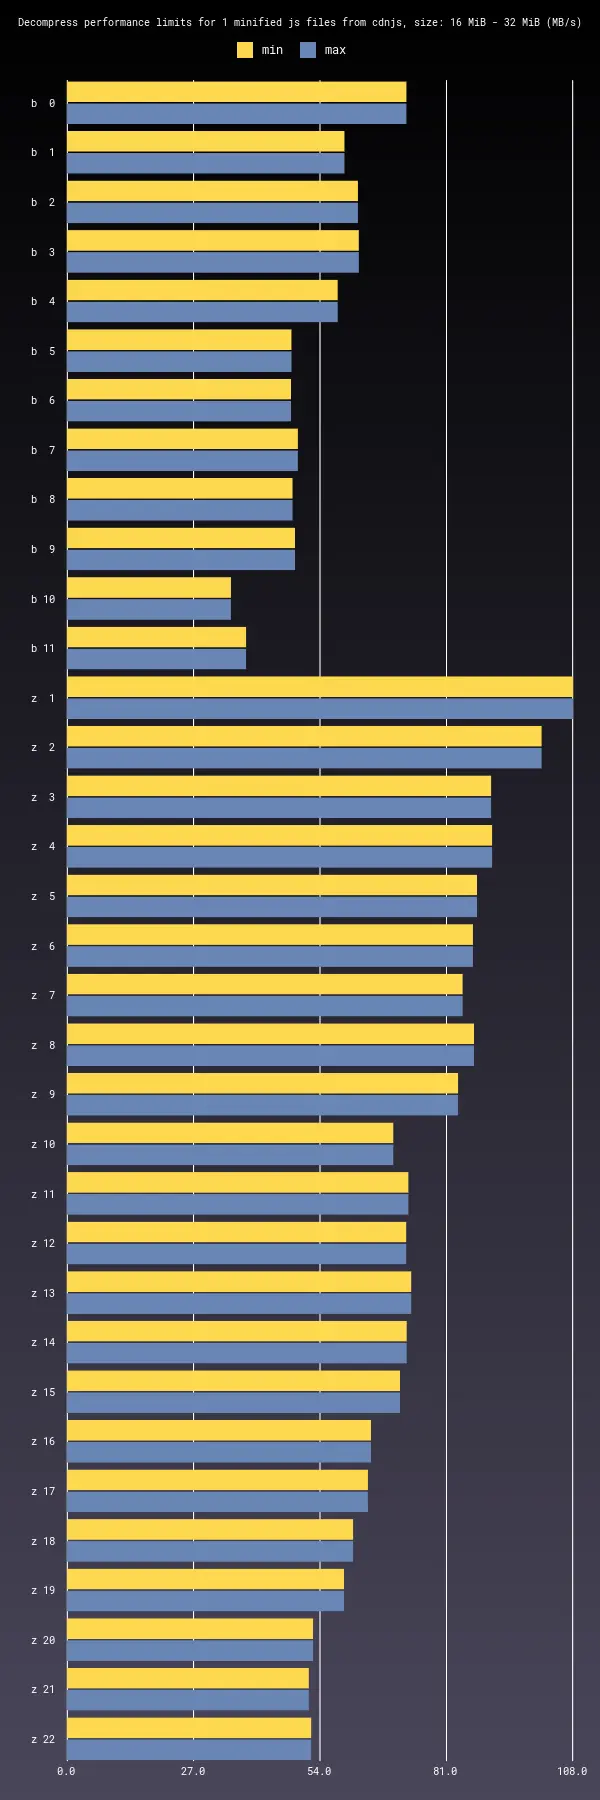 Decompress performance limits for 1 minified js files from cdnjs, size: 16 MiB - 32 MiB (MB/s)
min max
b 0
b 1
b 2
b 3
b 4
b 5
b 6
b 7
b 8
b 9
b 10
b 11
z 1
z 2
z 3
z 4
z 5
z 6
z 7
z 8
z 9
z 10
z 11
z 12
z 13
z 14
z 15
z 16
z 17
z 18
z 19
z 20
z 21
z 22
0.0 27.0 54.0 81.0 108.0